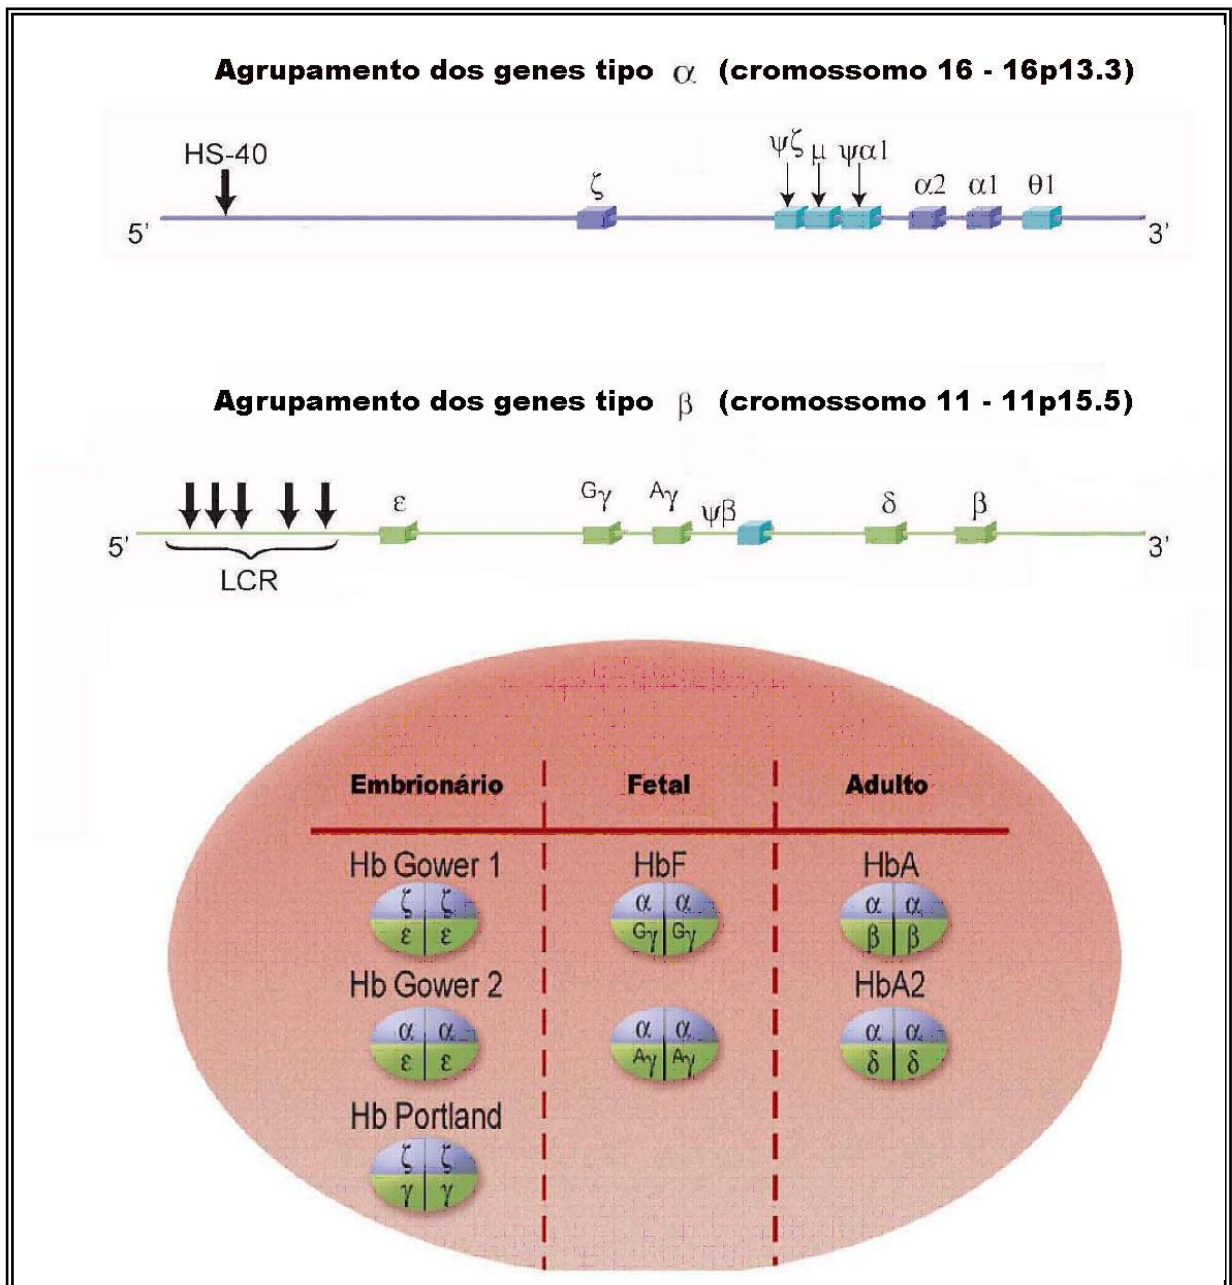 Agrupamento dos genes tipo α (cromossomo 16 - 16p13.3)
HS-40
ζ
ψζ μ ψα1
α2 α1 θ1
5' 3'
Agrupamento dos genes tipo β (cromossomo 11 - 11p15.5)
ε
Gγ Aγ
ψβ
δ β
5' 3'
LCR
Embrionário Fetal Adulto
Hb Gower 1 HbF HbA
ζ ζ α α α α
ε ε Gγ Gγ β β
Hb Gower 2 HbA2
α α α α α α
ε ε Aγ Aγ δ δ
Hb Portland
ζ ζ
γ γ